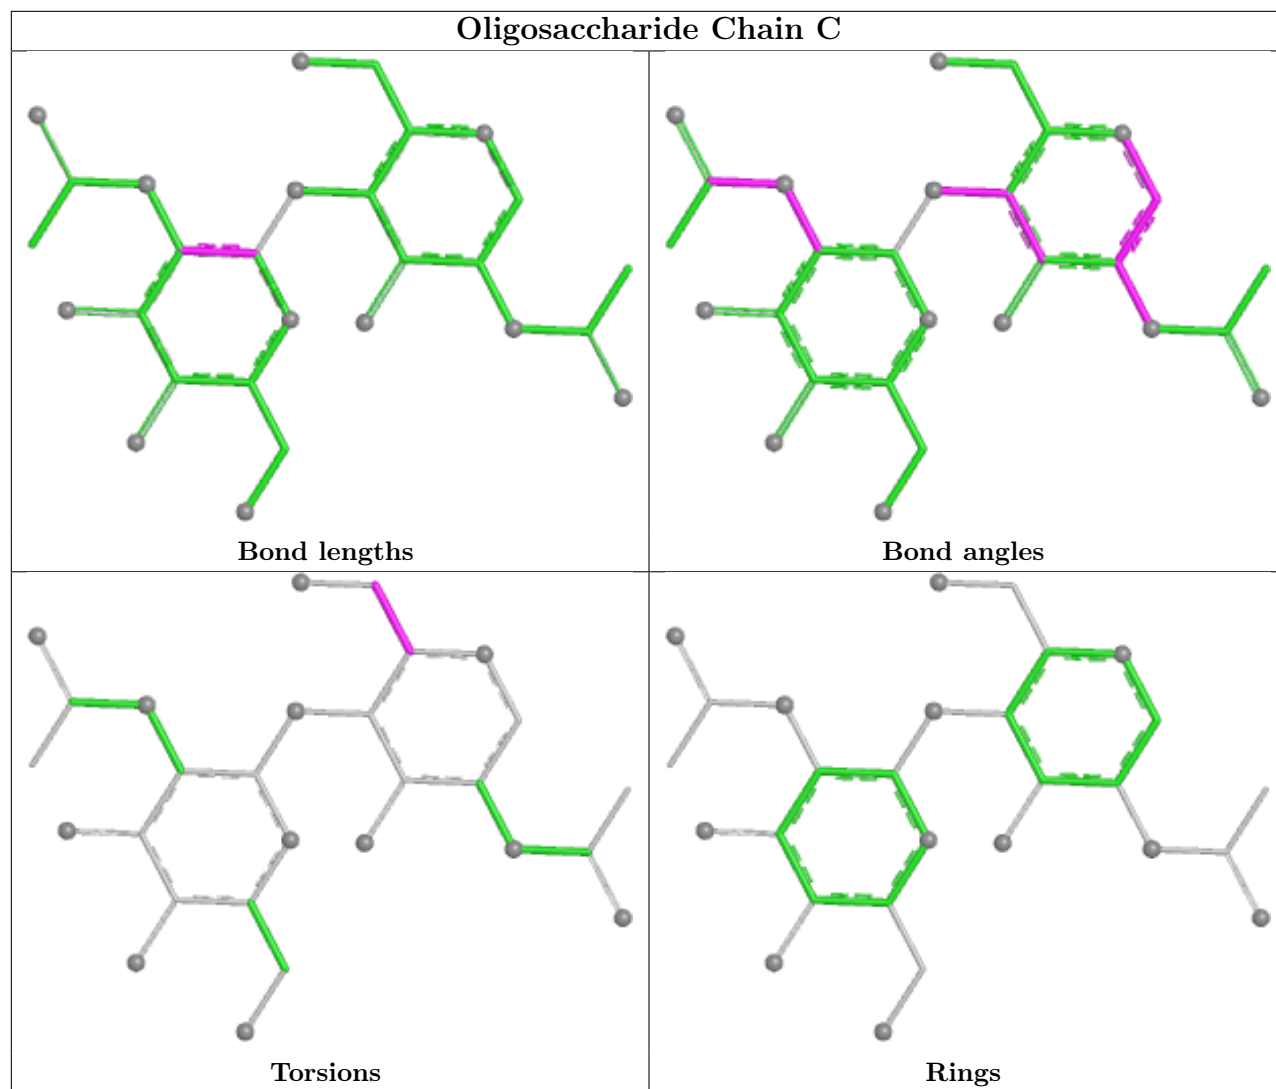 Oligosaccharide Chain C
Bond lengths
Bond angles
Torsions
Rings